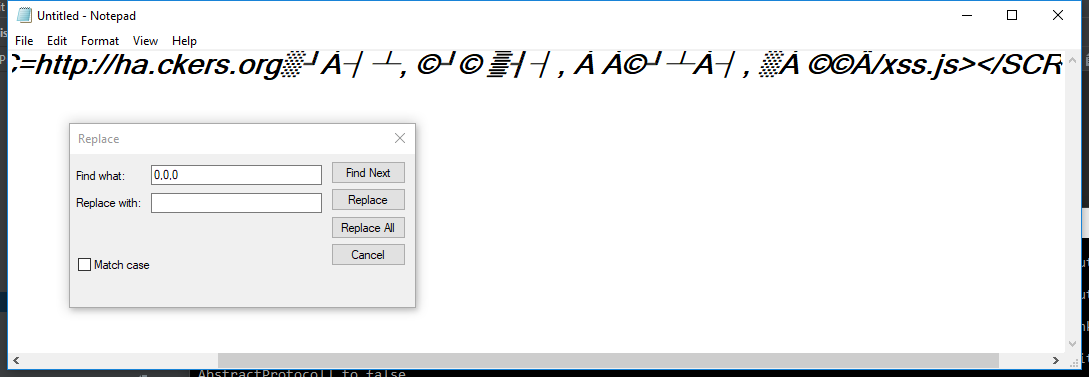 Untitled - Notepad
File Edit Format View Help
C=http://ha.ckers.org▒┘Á┤┴, ©┘© ▓┤┤, Á Á©┘┴Á┤, ▒Á ©©Â/xss.js></SCR
Replace
Find what: 0,0,0 Find Next
Replace with: Replace
Replace All
Match case Cancel
AbstractProtocol] to false